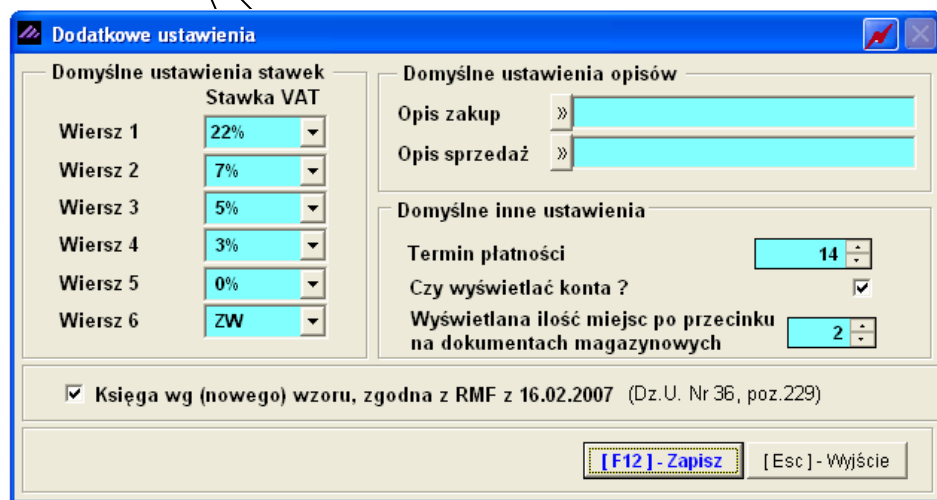 Dodatkowe ustawienia
Domyślne ustawienia stawek
Stawka VAT
Wiersz 1 22%
Wiersz 2 7%
Wiersz 3 5%
Wiersz 4 3%
Wiersz 5 0%
Wiersz 6 ZW
Domyślne ustawienia opisów
Opis zakup »
Opis sprzedaż »
Domyślne inne ustawienia
Termin płatności 14
Czy wyświetlać konta ?
Wyświetlana ilość miejsc po przecinku
na dokumentach magazynowych 2
Księga wg (nowego) wzoru, zgodna z RMF z 16.02.2007 (Dz.U. Nr 36, poz.229)
[ F12 ] - Zapisz [ Esc ] - Wyjście